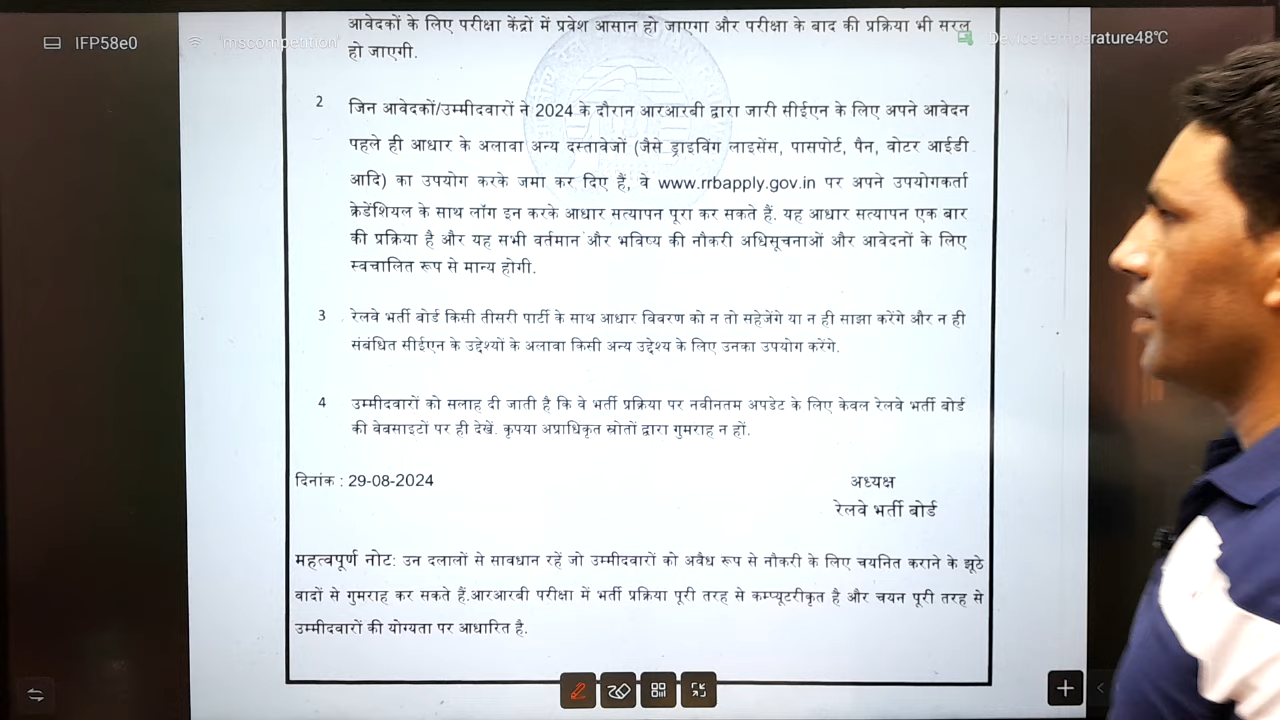 IFP58e0
"mscompetition"
Device temperature48℃
आवेदकों के लिए परीक्षा केंद्रों में प्रवेश आसान हो जाएगा और परीक्षा के बाद की प्रक्रिया भी सरल
हो जाएगी.
2 जिन आवेदकों/उम्मीदवारों ने 2024 के दौरान आरआरबी द्वारा जारी सीईएन के लिए अपने आवेदन
पहले ही आधार के अलावा अन्य दस्तावेजों (जैसे ड्राइविंग लाइसेंस, पासपोर्ट, पैन, वोटर आईडी
आदि) का उपयोग करके जमा कर दिए हैं, वे www.rrbapply.gov.in पर अपने उपयोगकर्ता
क्रेडेंशियल के साथ लॉग इन करके आधार सत्यापन पूरा कर सकते हैं. यह आधार सत्यापन एक बार
की प्रक्रिया है और यह सभी वर्तमान और भविष्य की नौकरी अधिसूचनाओं और आवेदनों के लिए
स्वचालित रूप से मान्य होगी.
3 रेलवे भर्ती बोर्ड किसी तीसरी पार्टी के साथ आधार विवरण को न तो सहेजेंगे या न ही साझा करेंगे और न ही
संबंधित सीईएन के उद्देश्यों के अलावा किसी अन्य उद्देश्य के लिए उनका उपयोग करेंगे.
4 उम्मीदवारों को सलाह दी जाती है कि वे भर्ती प्रक्रिया पर नवीनतम अपडेट के लिए केवल रेलवे भर्ती बोर्ड
की वेबसाइटों पर ही देखें. कृपया अप्राधिकृत स्रोतों द्वारा गुमराह न हों.
दिनांक : 29-08-2024 अध्यक्ष
रेलवे भर्ती बोर्ड
महत्वपूर्ण नोट: उन दलालों से सावधान रहें जो उम्मीदवारों को अवैध रूप से नौकरी के लिए चयनित कराने के झूठे
वादों से गुमराह कर सकते हैं.आरआरबी परीक्षा में भर्ती प्रक्रिया पूरी तरह से कम्प्यूटरीकृत है और चयन पूरी तरह से
उम्मीदवारों की योग्यता पर आधारित है.